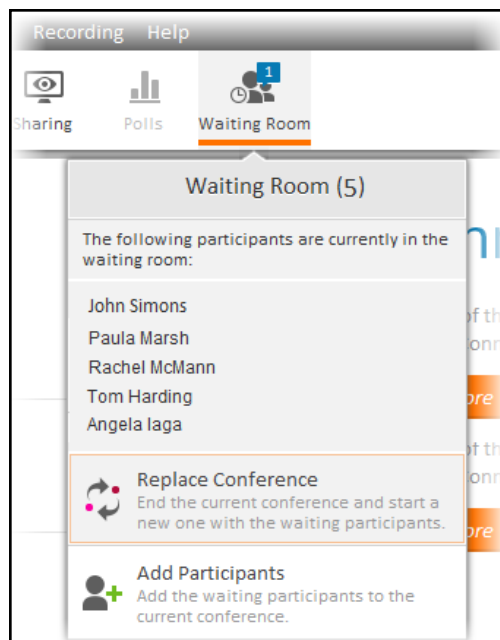 Recording Help
Sharing Polls Waiting Room
1
Waiting Room (5)
The following participants are currently in the
waiting room:
John Simons
Paula Marsh
Rachel McMann
Tom Harding
Angela Iaga
Replace Conference
End the current conference and start a
new one with the waiting participants.
Add Participants
Add the waiting participants to the
current conference.